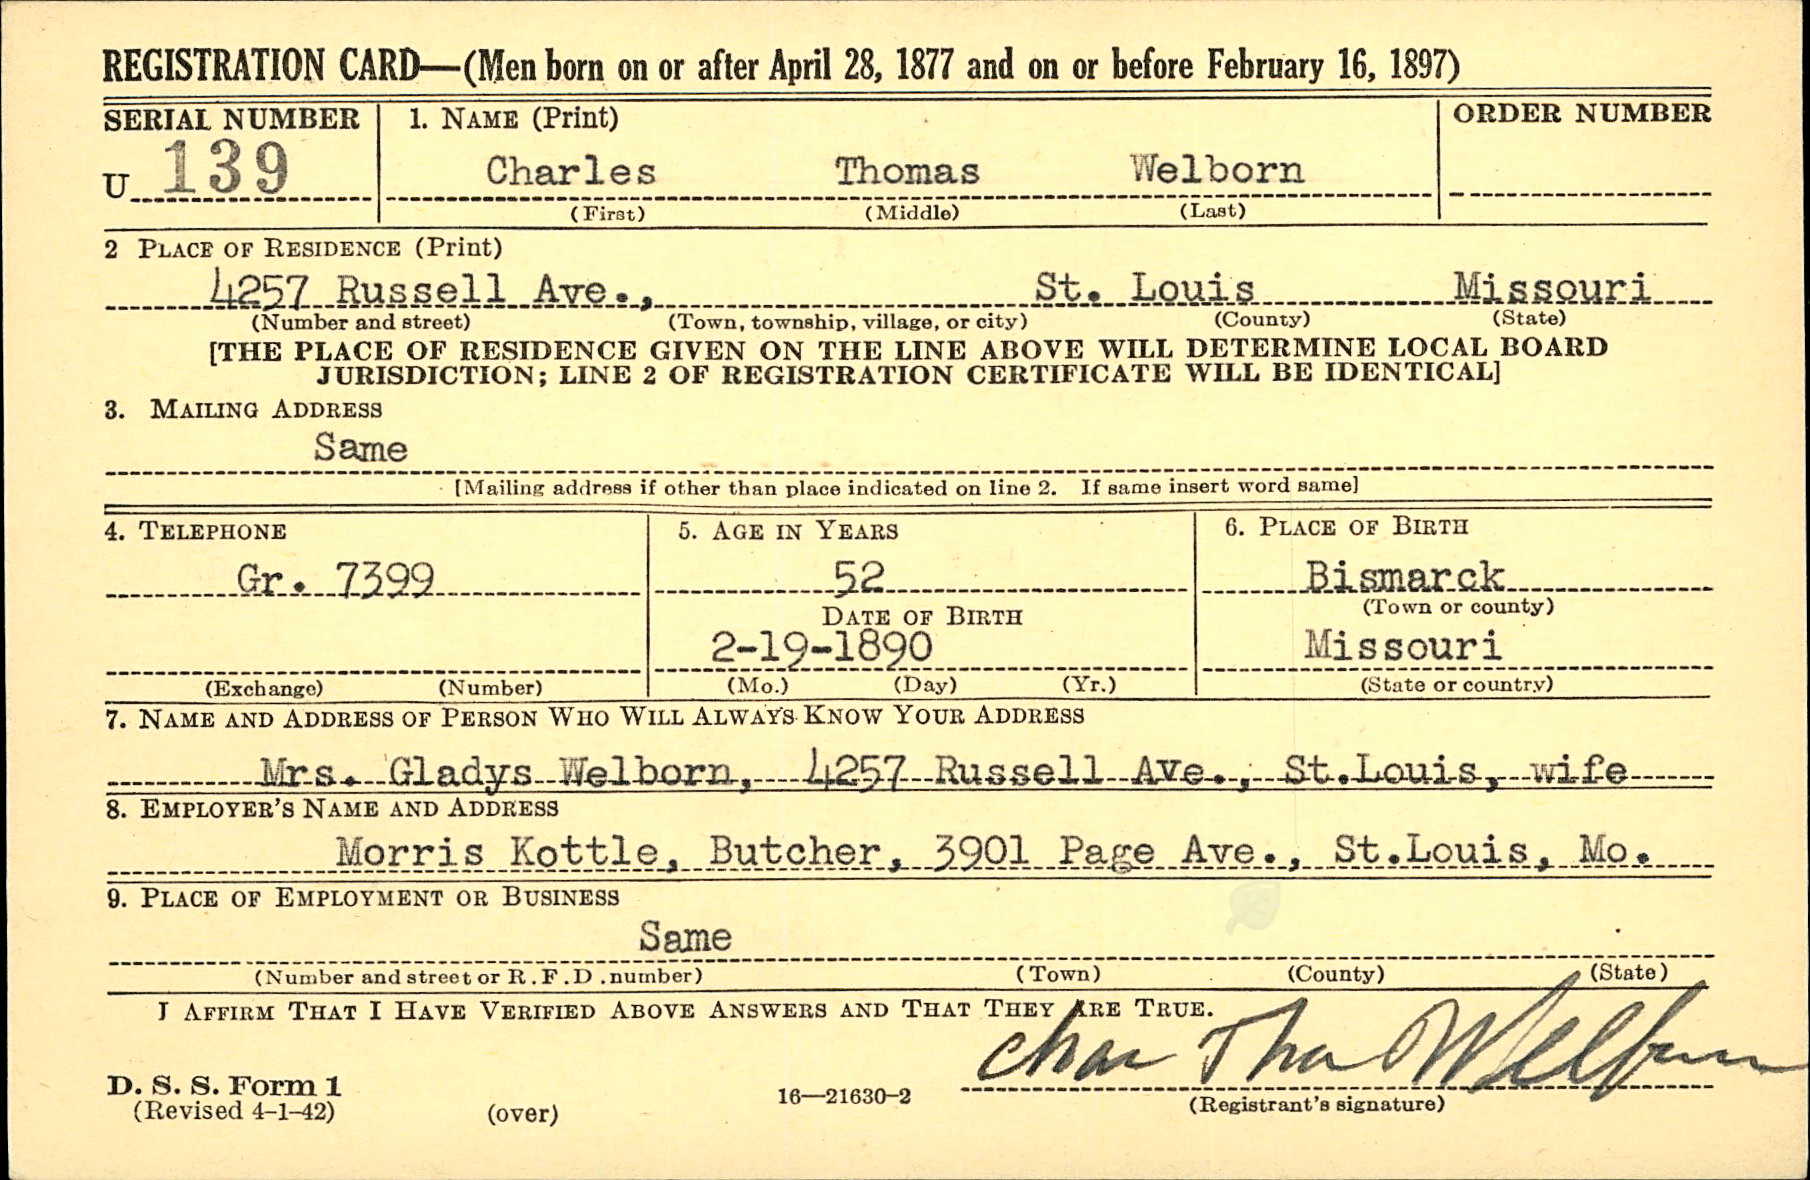 REGISTRATION CARD—(Men born on or after April 28, 1877 and on or before February 16, 1897)
SERIAL NUMBER 1. NAME (Print) ORDER NUMBER
U 139 Charles Thomas Welborn
(First) (Middle) (Last)
2 PLACE OF RESIDENCE (Print)
4257 Russell Ave., St. Louis Missouri
(Number and street) (Town, township, village, or city) (County) (State)
[THE PLACE OF RESIDENCE GIVEN ON THE LINE ABOVE WILL DETERMINE LOCAL BOARD
JURISDICTION; LINE 2 OF REGISTRATION CERTIFICATE WILL BE IDENTICAL]
3. MAILING ADDRESS
Same
[Mailing address if other than place indicated on line 2. If same insert word same]
4. TELEPHONE 5. AGE IN YEARS 6. PLACE OF BIRTH
Gr. 7399 52 Bismarck
DATE OF BIRTH (Town or county)
2-19-1890 Missouri
(Exchange) (Number) (Mo.) (Day) (Yr.) (State or country)
7. NAME AND ADDRESS OF PERSON WHO WILL ALWAYS KNOW YOUR ADDRESS
Mrs. Gladys Welborn, 4257 Russell Ave., St.Louis, wife
8. EMPLOYER'S NAME AND ADDRESS
Morris Kottle, Butcher, 3901 Page Ave., St.Louis, Mo.
9. PLACE OF EMPLOYMENT OR BUSINESS
Same
(Number and street or R.F.D. number) (Town) (County) (State)
I AFFIRM THAT I HAVE VERIFIED ABOVE ANSWERS AND THAT THEY ARE TRUE.
Chas Tho Welborn
D. S. S. Form 1
(Revised 4-1-42) (over) 16—21630-2 (Registrant's signature)